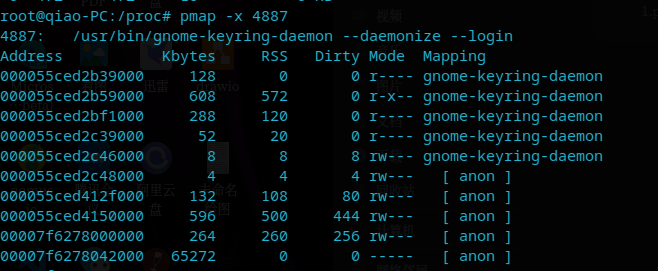 root@qiao-PC:/proc# pmap -x 4887
4887:   /usr/bin/gnome-keyring-daemon --daemonize --login
Address           Kbytes     RSS   Dirty Mode  Mapping
000055ced2b39000     128       0       0 r---- gnome-keyring-daemon
000055ced2b59000     608     572       0 r-x-- gnome-keyring-daemon
000055ced2bf1000     288     120       0 r---- gnome-keyring-daemon
000055ced2c39000      52      20       0 r---- gnome-keyring-daemon
000055ced2c46000       8       8       8 rw--- gnome-keyring-daemon
000055ced2c48000       4       4       4 rw---   [ anon ]
000055ced412f000     132     108      80 rw---   [ anon ]
000055ced4150000     596     500     444 rw---   [ anon ]
00007f6278000000     264     260     256 rw---   [ anon ]
00007f6278042000   65272       0       0 -----   [ anon ]